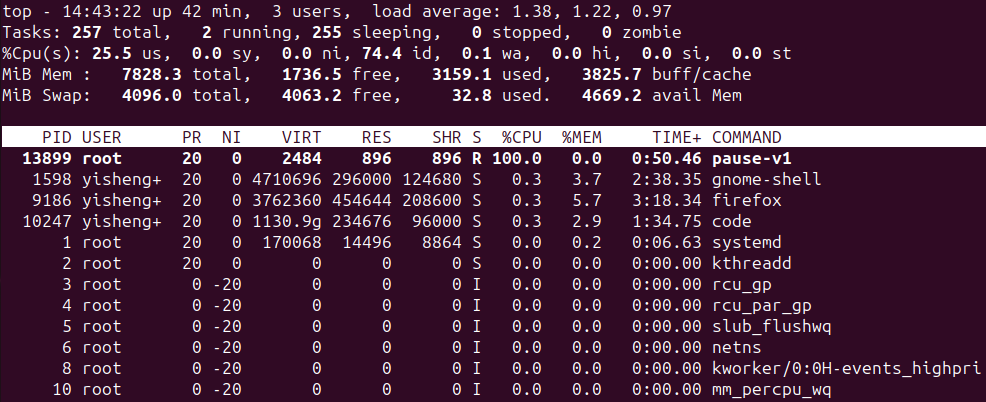 top - 14:43:22 up 42 min,  3 users,  load average: 1.38, 1.22, 0.97
Tasks: 257 total,   2 running, 255 sleeping,   0 stopped,   0 zombie
%Cpu(s): 25.5 us,  0.0 sy,  0.0 ni, 74.4 id,  0.1 wa,  0.0 hi,  0.0 si,  0.0 st
MiB Mem :   7828.3 total,   1736.5 free,   3159.1 used,   3825.7 buff/cache
MiB Swap:   4096.0 total,   4063.2 free,     32.8 used.   4669.2 avail Mem
    PID USER      PR  NI    VIRT    RES    SHR S  %CPU  %MEM     TIME+ COMMAND
  13899 root      20   0    2484    896    896 R 100.0   0.0   0:50.46 pause-v1
   1598 yisheng+  20   0 4710696 296000 124680 S   0.3   3.7   2:38.35 gnome-shell
   9186 yisheng+  20   0 3762360 454644 208600 S   0.3   5.7   3:18.34 firefox
  10247 yisheng+  20   0 1130.9g 234676  96000 S   0.3   2.9   1:34.75 code
      1 root      20   0  170068  14496   8864 S   0.0   0.2   0:06.63 systemd
      2 root      20   0       0      0      0 S   0.0   0.0   0:00.00 kthreadd
      3 root       0 -20       0      0      0 I   0.0   0.0   0:00.00 rcu_gp
      4 root       0 -20       0      0      0 I   0.0   0.0   0:00.00 rcu_par_gp
      5 root       0 -20       0      0      0 I   0.0   0.0   0:00.00 slub_flushwq
      6 root       0 -20       0      0      0 I   0.0   0.0   0:00.00 netns
      8 root       0 -20       0      0      0 I   0.0   0.0   0:00.00 kworker/0:0H-events_highpri
     10 root       0 -20       0      0      0 I   0.0   0.0   0:00.00 mm_percpu_wq